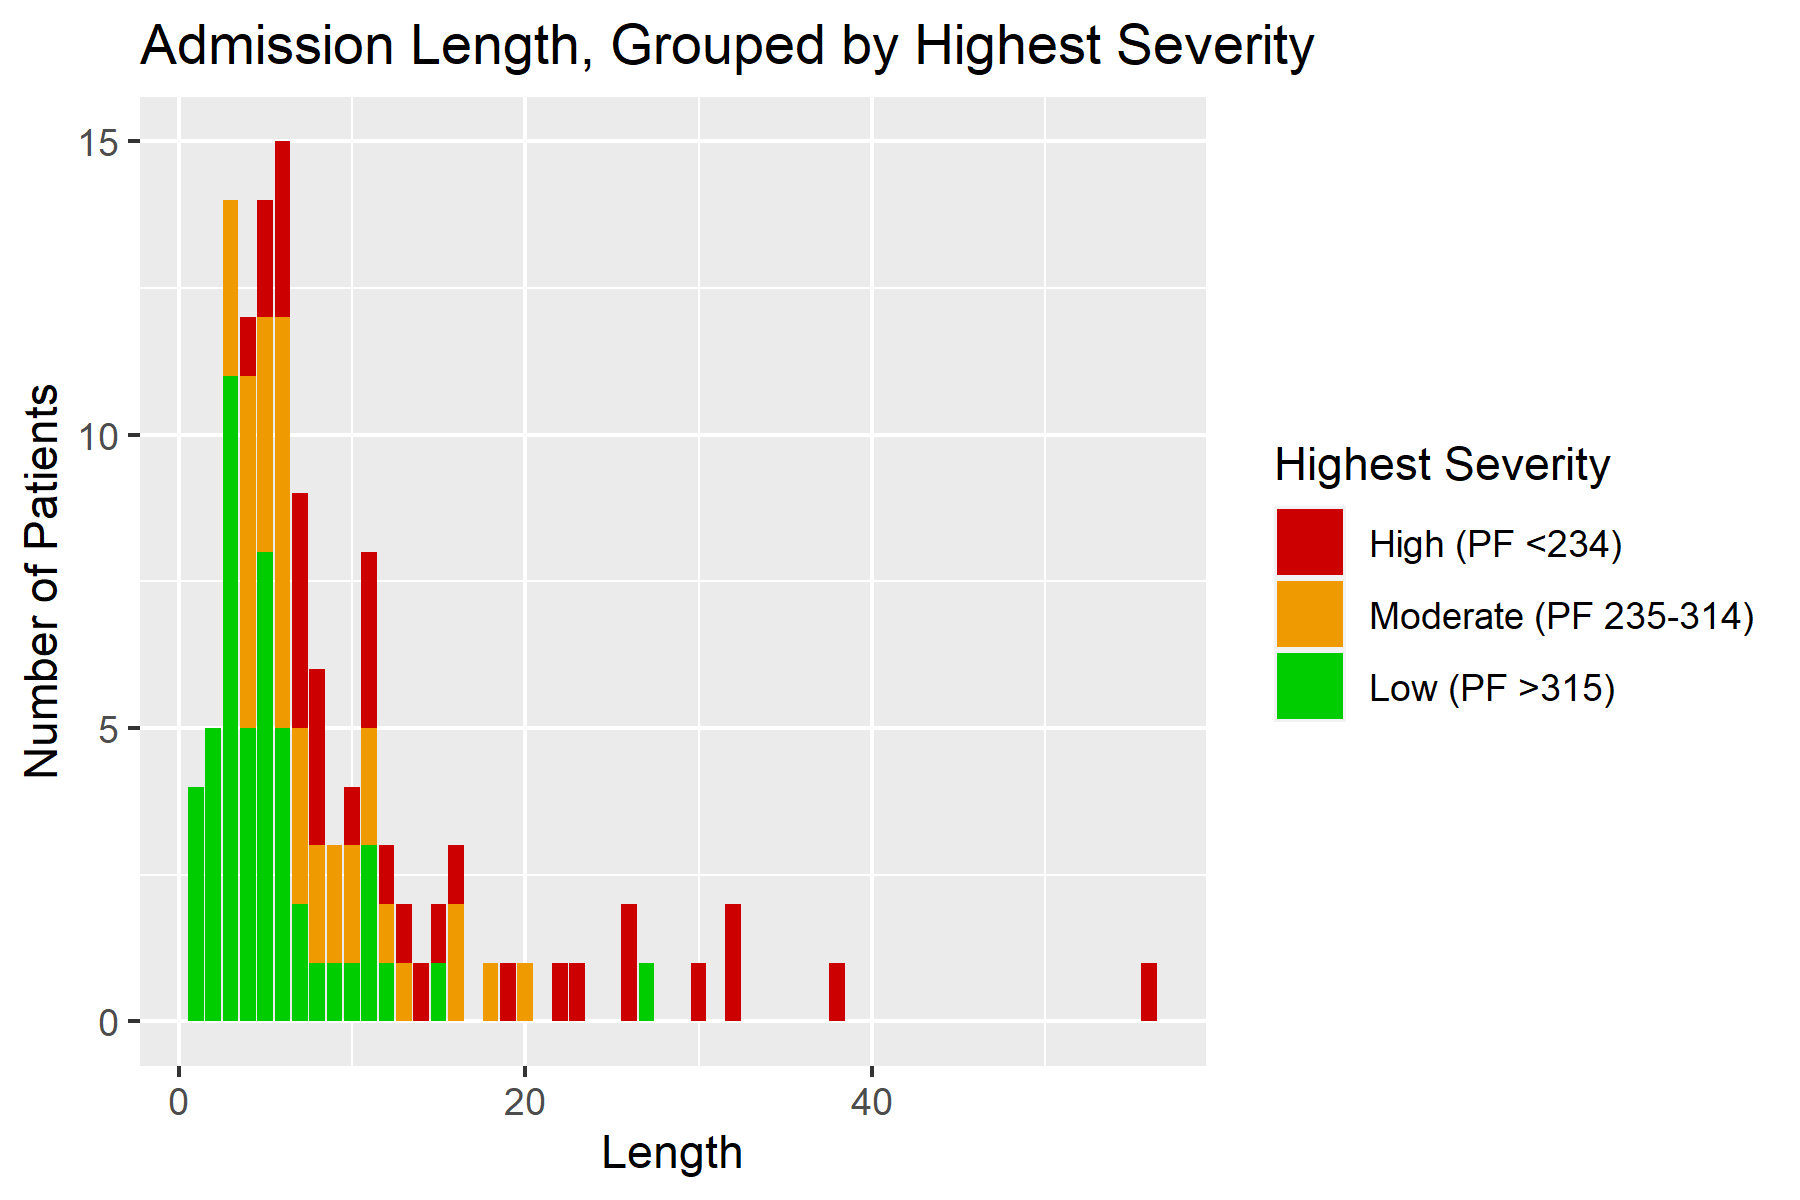 Admission Length, Grouped by Highest Severity
Number of Patients
15
10
5
0
0 20 40
Length
Highest Severity
High (PF <234)
Moderate (PF 235-314)
Low (PF >315)